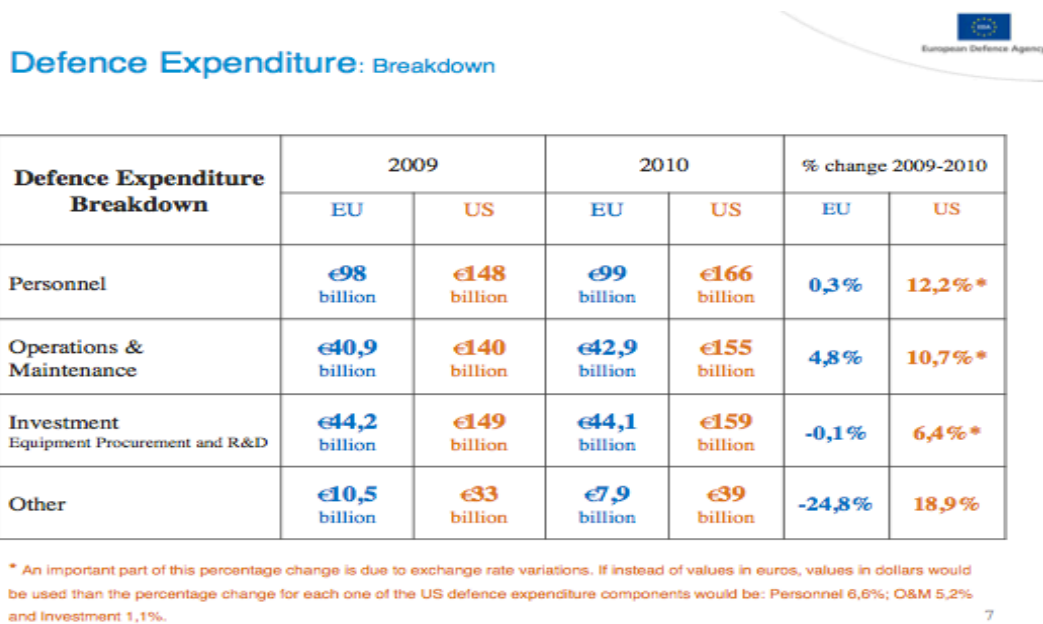 EDA
European Defence Agency
Defence Expenditure: Breakdown
Defence Expenditure Breakdown
2009
2010
% change 2009-2010
EU
US
EU
US
EU
US
Personnel
€98 billion
€148 billion
€99 billion
€166 billion
0,3%
12,2%*
Operations & Maintenance
€40,9 billion
€140 billion
€42,9 billion
€155 billion
4,8%
10,7%*
Investment
Equipment Procurement and R&D
€44,2 billion
€149 billion
€44,1 billion
€159 billion
-0,1%
6,4%*
Other
€10,5 billion
€33 billion
€7,9 billion
€39 billion
-24,8%
18,9%
* An important part of this percentage change is due to exchange rate variations. If instead of values in euros, values in dollars would
be used than the percentage change for each one of the US defence expenditure components would be: Personnel 6,6%; O&M 5,2%
and Investment 1,1%.
7